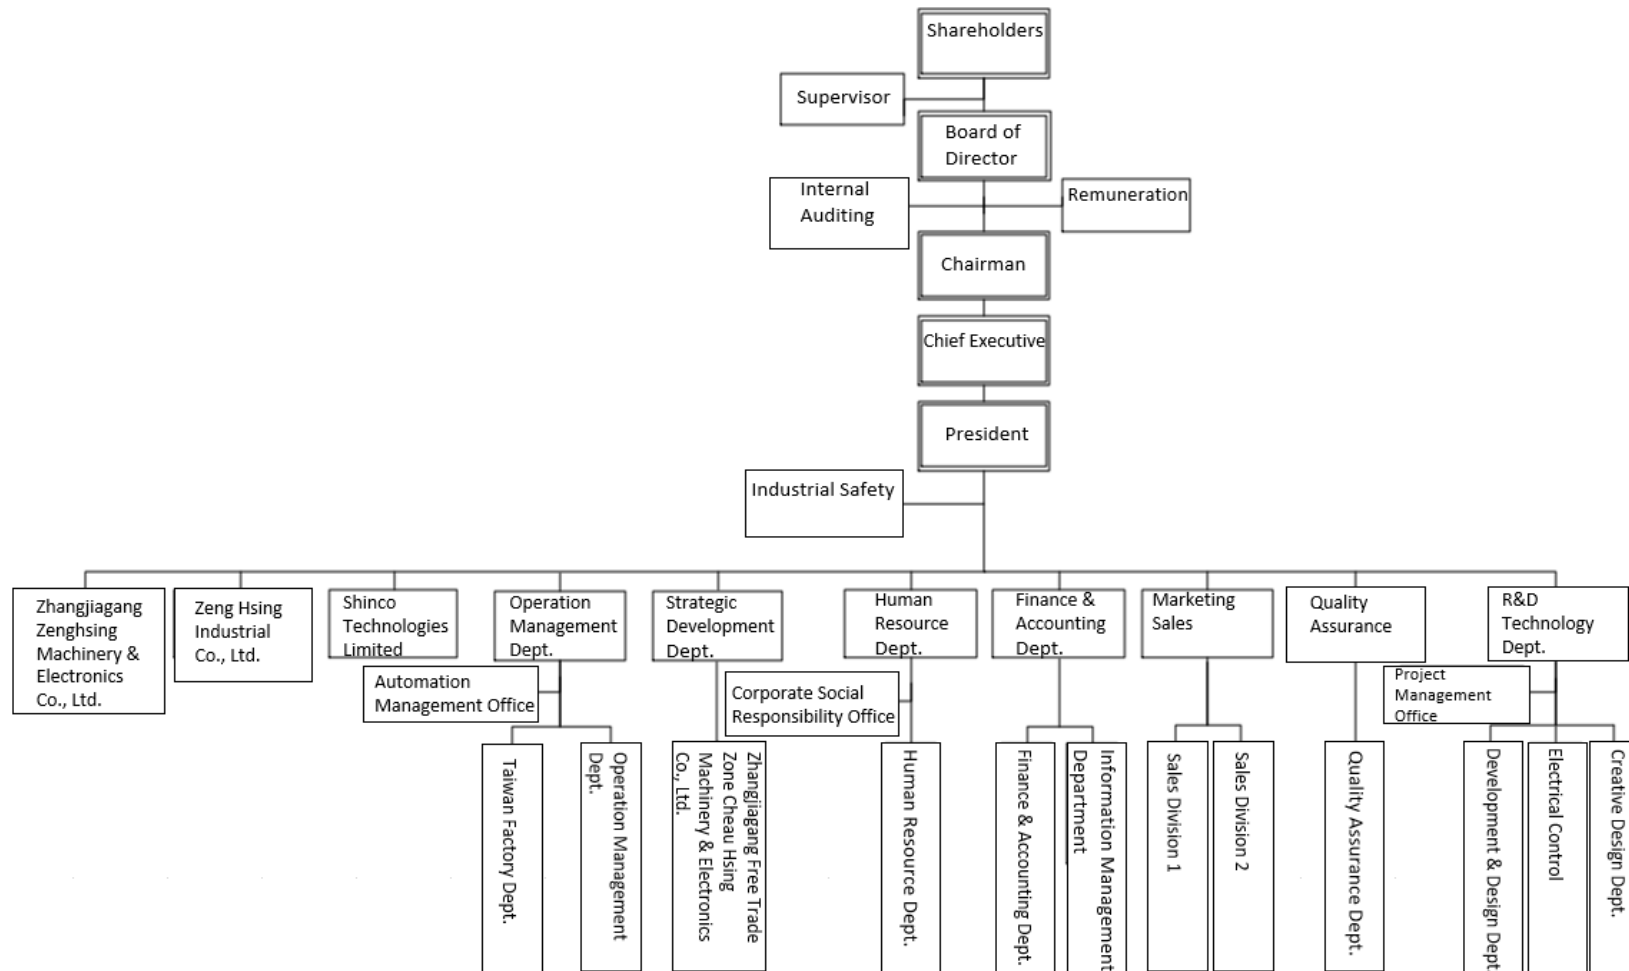 Shareholders
Supervisor
Board of
Director
Internal
Auditing
Remuneration
Chairman
Chief Executive
President
Industrial Safety
Zhangjiagang
Zenghsing
Machinery &
Electronics
Co., Ltd.
Zeng Hsing
Industrial
Co., Ltd.
Shinco
Technologies
Limited
Operation
Management
Dept.
Strategic
Development
Dept.
Human
Resource
Dept.
Finance &
Accounting
Dept.
Marketing
Sales
Quality
Assurance
R&D
Technology
Dept.
Automation
Management Office
Corporate Social
Responsibility Office
Project
Management
Office
Taiwan Factory Dept.
Operation Management
Dept.
Zhangjiagang Free Trade
Zone Cheau Hsing
Machinery & Electronics
Co., Ltd.
Human Resource Dept.
Finance & Accounting Dept.
Information Management
Department
Sales Division 1
Sales Division 2
Quality Assurance Dept.
Development & Design Dept
Electrical Control
Creative Design Dept.